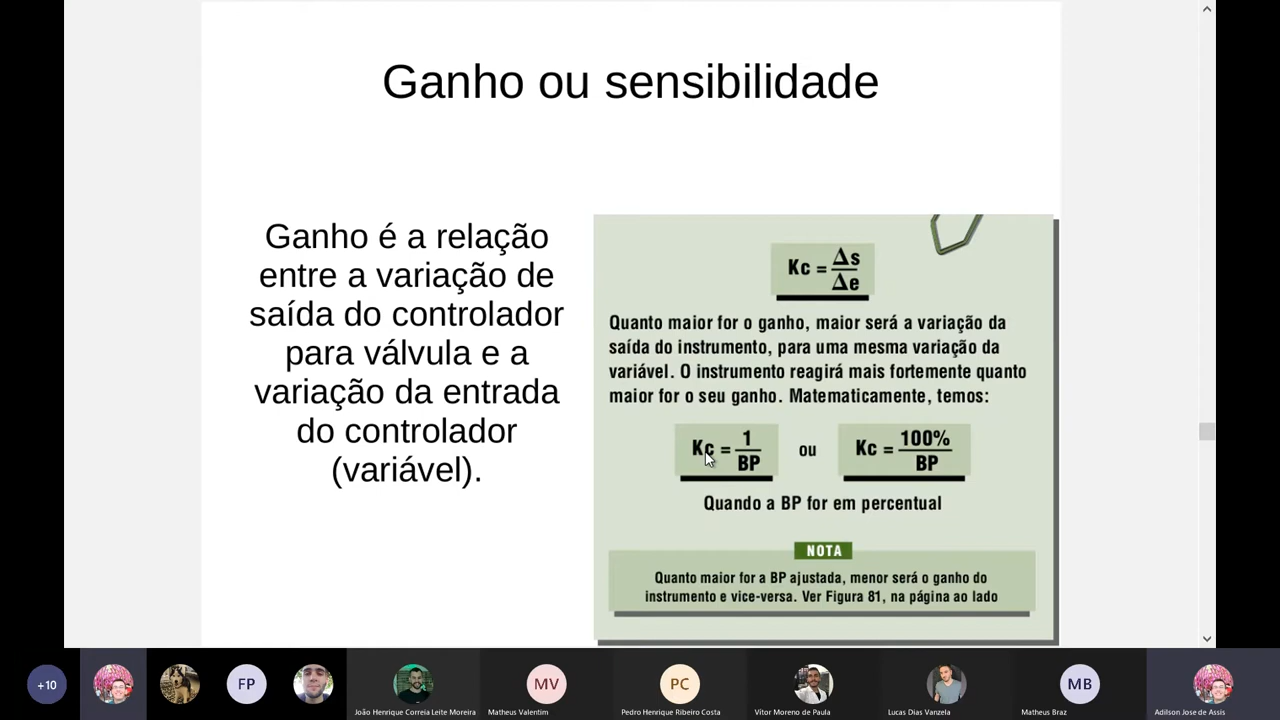 Ganho ou sensibilidade
Ganho é a relação
entre a variação de
saída do controlador
para válvula e a
variação da entrada
do controlador
(variável).
Kc = Δs
Δe
Quanto maior for o ganho, maior será a variação da
saída do instrumento, para uma mesma variação da
variável. O instrumento reagirá mais fortemente quanto
maior for o seu ganho. Matematicamente, temos:
Kc = 1
BP
ou
Kc = 100%
BP
Quando a BP for em percentual
NOTA
Quanto maior for a BP ajustada, menor será o ganho do
instrumento e vice-versa. Ver Figura 81, na página ao lado
+10
FP
João Henrique Correia Leite Moreira
MV
Matheus Valentim
PC
Pedro Henrique Ribeiro Costa
Vítor Moreno de Paula
Lucas Dias Vanzela
MB
Matheus Braz
Adilson Jose de Assis